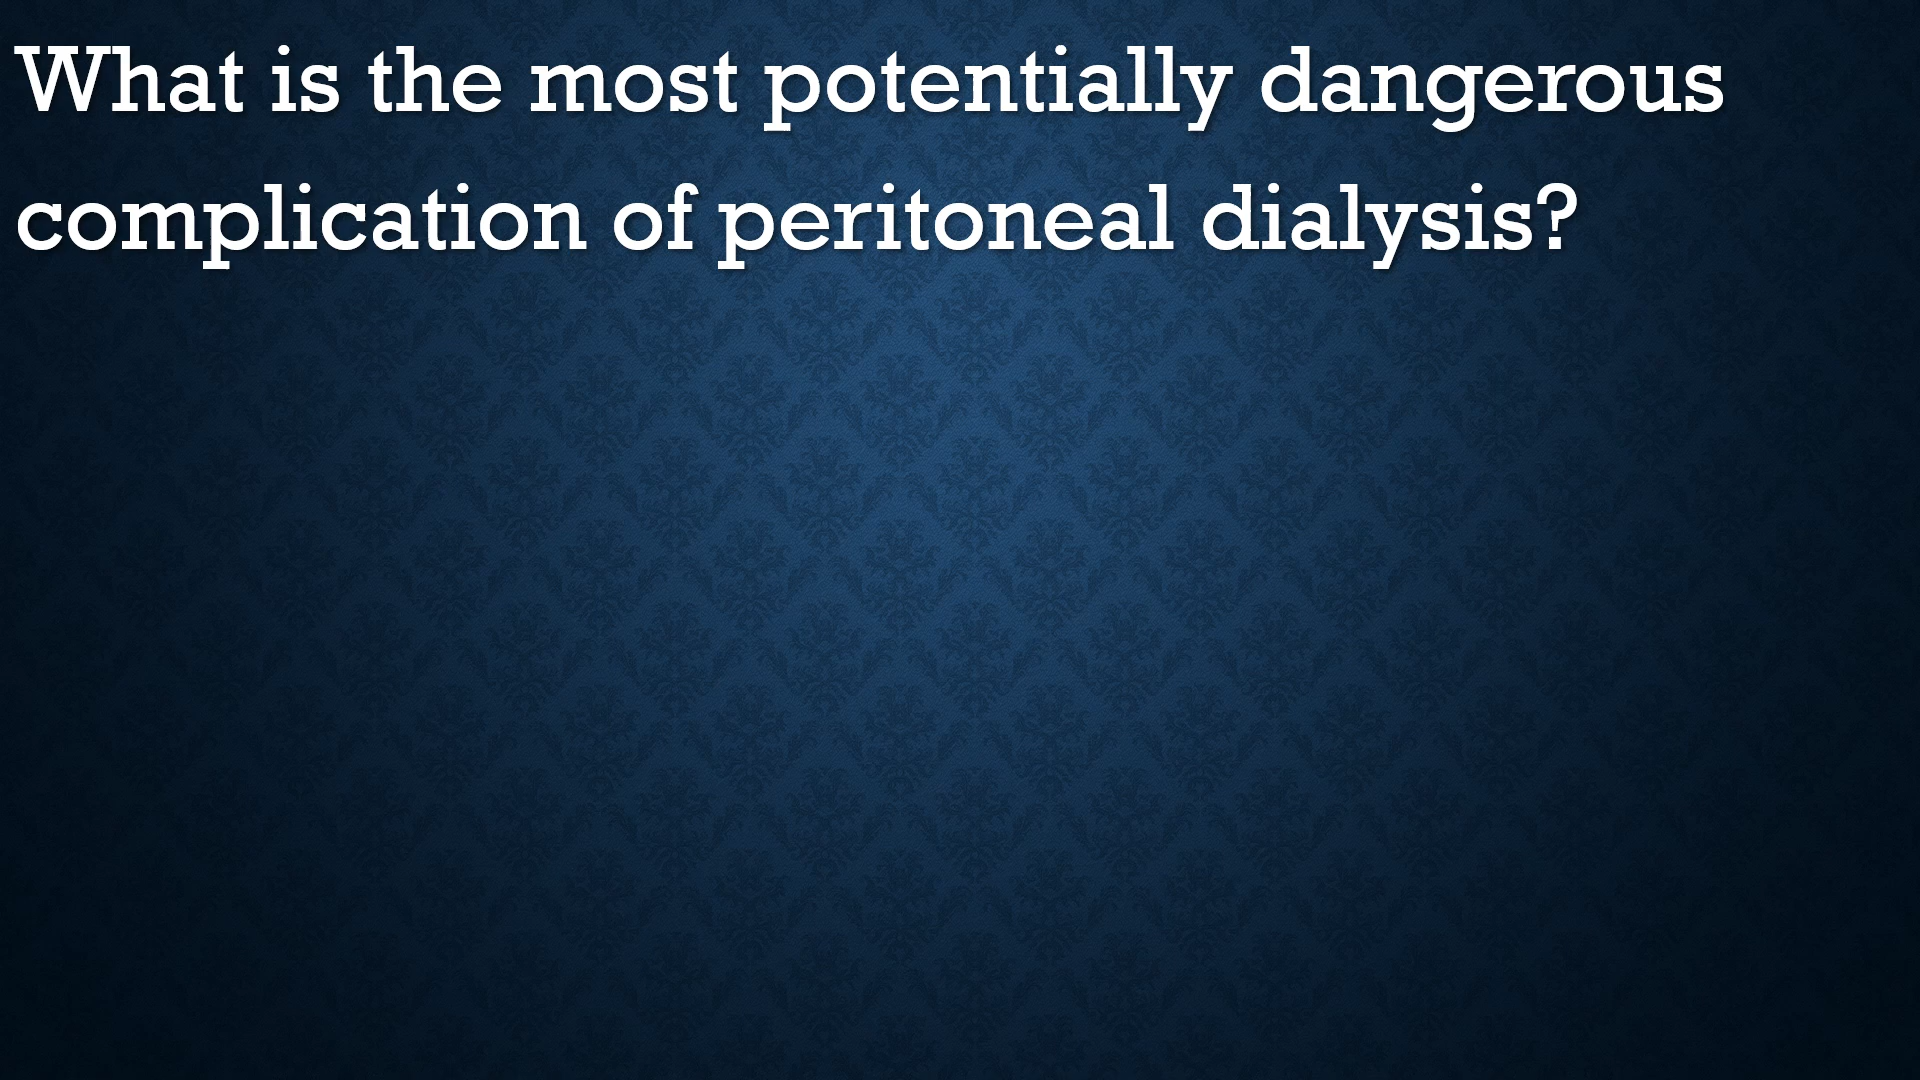 What is the most potentially dangerous
complication of peritoneal dialysis?